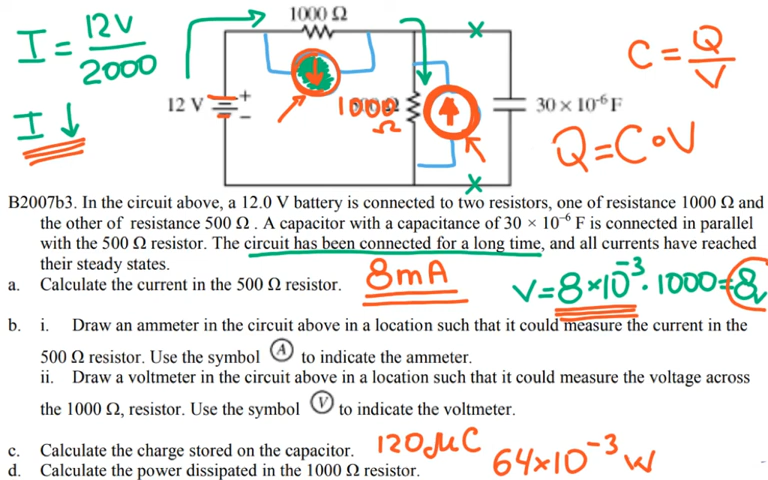 1000 Ω
I = 12V / 2000
C = Q / V
12 V
+
−
1000 Ω
30 × 10⁻⁶ F
I ↓
Q = C • V
B2007b3. In the circuit above, a 12.0 V battery is connected to two resistors, one of resistance 1000 Ω and
the other of resistance 500 Ω . A capacitor with a capacitance of 30 × 10⁻⁶ F is connected in parallel
with the 500 Ω resistor. The circuit has been connected for a long time, and all currents have reached
their steady states.
a. Calculate the current in the 500 Ω resistor.
8mA
V = 8×10⁻³ · 1000 = 8v
b. i. Draw an ammeter in the circuit above in a location such that it could measure the current in the
500 Ω resistor. Use the symbol A to indicate the ammeter.
ii. Draw a voltmeter in the circuit above in a location such that it could measure the voltage across
the 1000 Ω, resistor. Use the symbol V to indicate the voltmeter.
c. Calculate the charge stored on the capacitor.
120μC
d. Calculate the power dissipated in the 1000 Ω resistor.
64×10⁻³ W